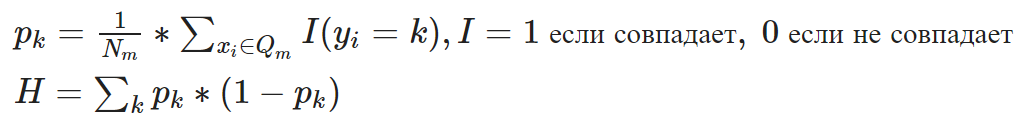 p_k = \frac{1}{N_m} * \sum_{x_i \in Q_m} I(y_i = k), I = 1 если совпадает, 0 если не совпадает
H = \sum_k p_k * (1 - p_k)